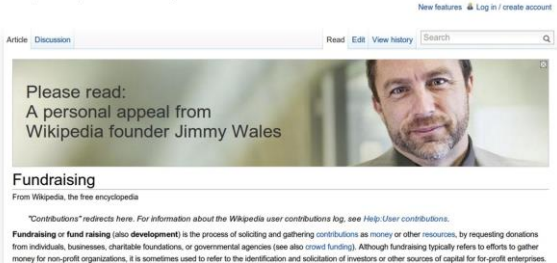 New features Log in / create account
Article Discussion Read Edit View history Search
Please read:
A personal appeal from
Wikipedia founder Jimmy Wales
Fundraising
From Wikipedia, the free encyclopedia
"Contributions" redirects here. For information about the Wikipedia user contributions log, see Help:User contributions.
Fundraising or fund raising (also development) is the process of soliciting and gathering contributions as money or other resources, by requesting donations
from individuals, businesses, charitable foundations, or governmental agencies (see also crowd funding). Although fundraising typically refers to efforts to gather
money for non-profit organizations, it is sometimes used to refer to the identification and solicitation of investors or other sources of capital for for-profit enterprises.